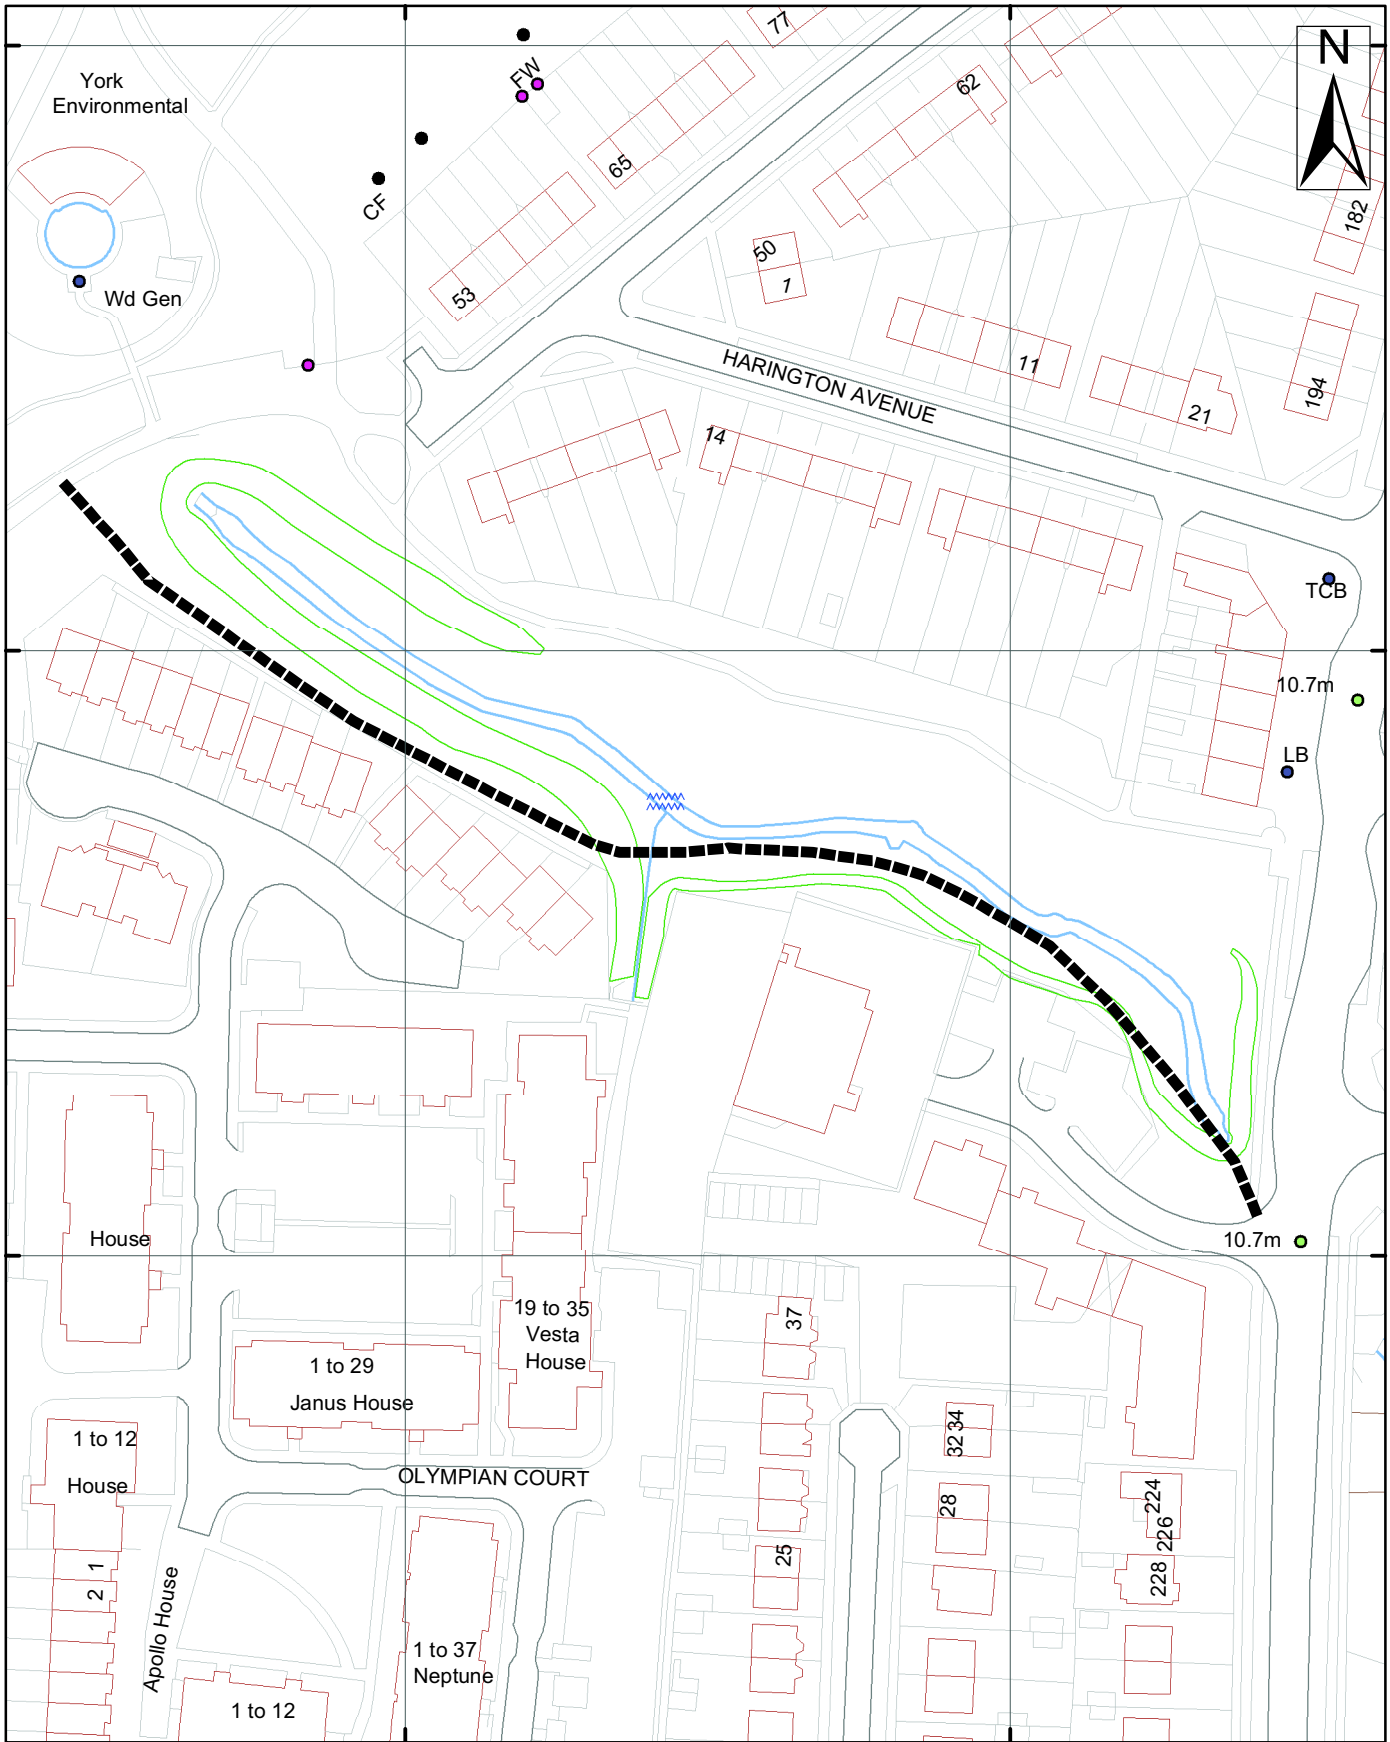 77
N
York
Environmental
FW
62
65
CF
182
50
1
Wd Gen
53
HARINGTON AVENUE
11
194
21
14
TCB
10.7m
LB
House
10.7m
19 to 35
Vesta
House
37
1 to 29
Janus House
34
32
1 to 12
House
OLYMPIAN COURT
28
224
226
25
1
2
228
Apollo House
1 to 37
Neptune
1 to 12